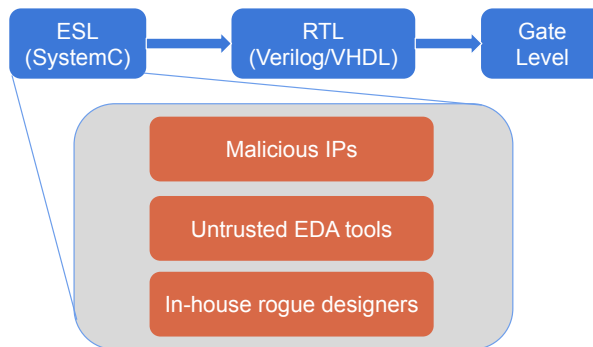 ESL
(SystemC)
RTL
(Verilog/VHDL)
Gate
Level
Malicious IPs
Untrusted EDA tools
In-house rogue designers